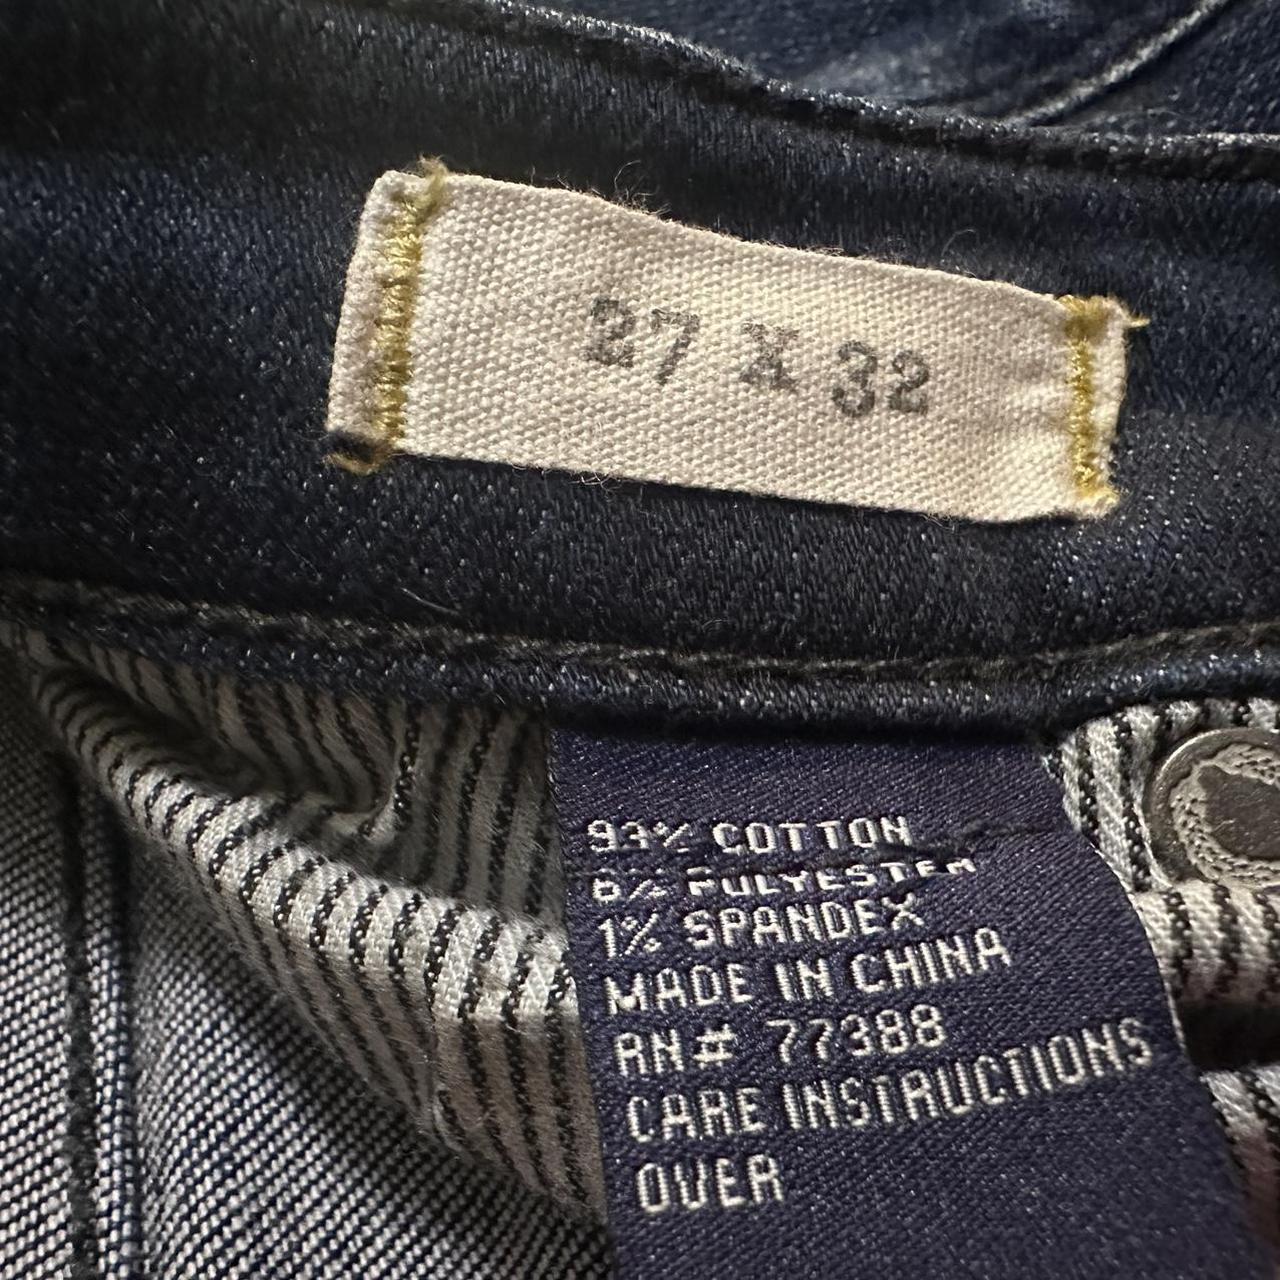 27 X 32
93% COTTON
6% POLYESTER
1% SPANDEX
MADE IN CHINA
RN# 77388
CARE INSTRUCTIONS
OVER